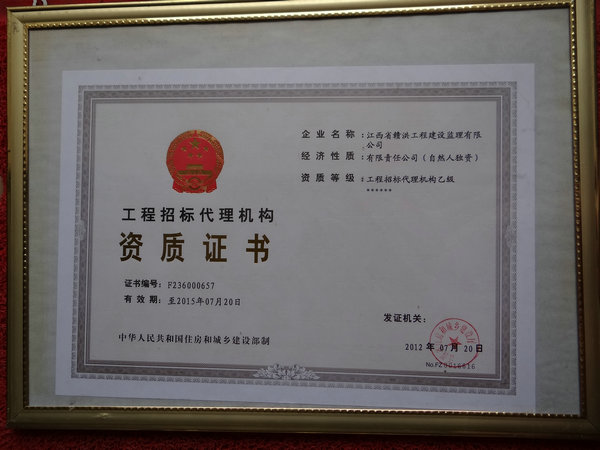 工程招标代理机构
资质证书
证书编号：F236000657
有效期：至2015年07月20日
中华人民共和国住房和城乡建设部制
企业名称：江西省赣洪工程建设监理有限
公司
经济性质：有限责任公司（自然人独资）
资质等级：工程招标代理机构乙级
******
发证机关：
2012年07月20日
No.FZ 0016816